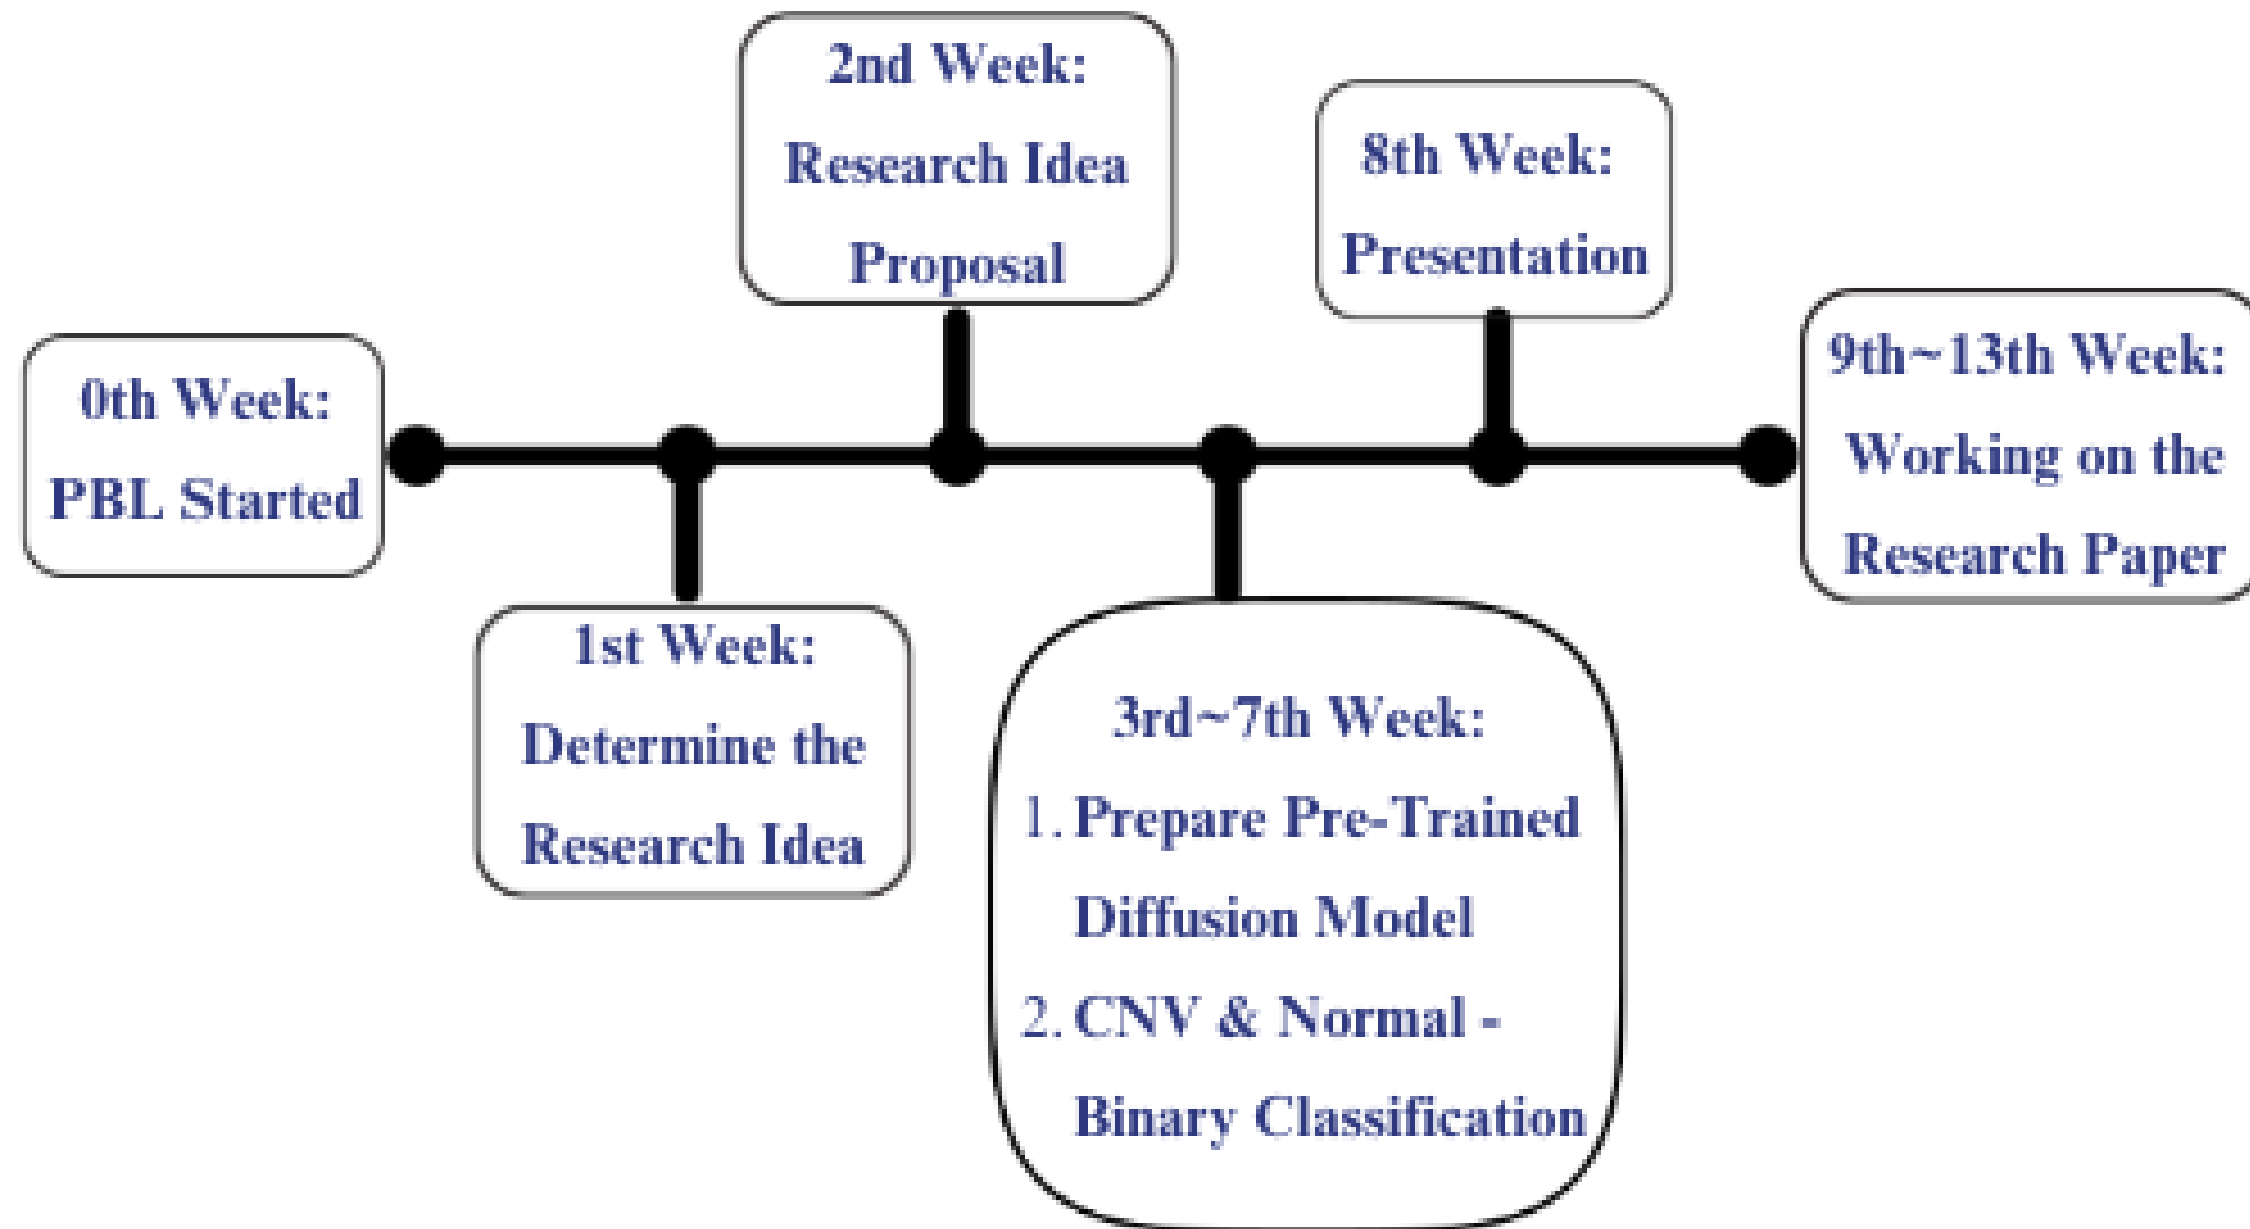 0th Week:
PBL Started
1st Week:
Determine the
Research Idea
2nd Week:
Research Idea
Proposal
3rd~7th Week:
1. Prepare Pre-Trained
Diffusion Model
2. CNV & Normal -
Binary Classification
8th Week:
Presentation
9th~13th Week:
Working on the
Research Paper